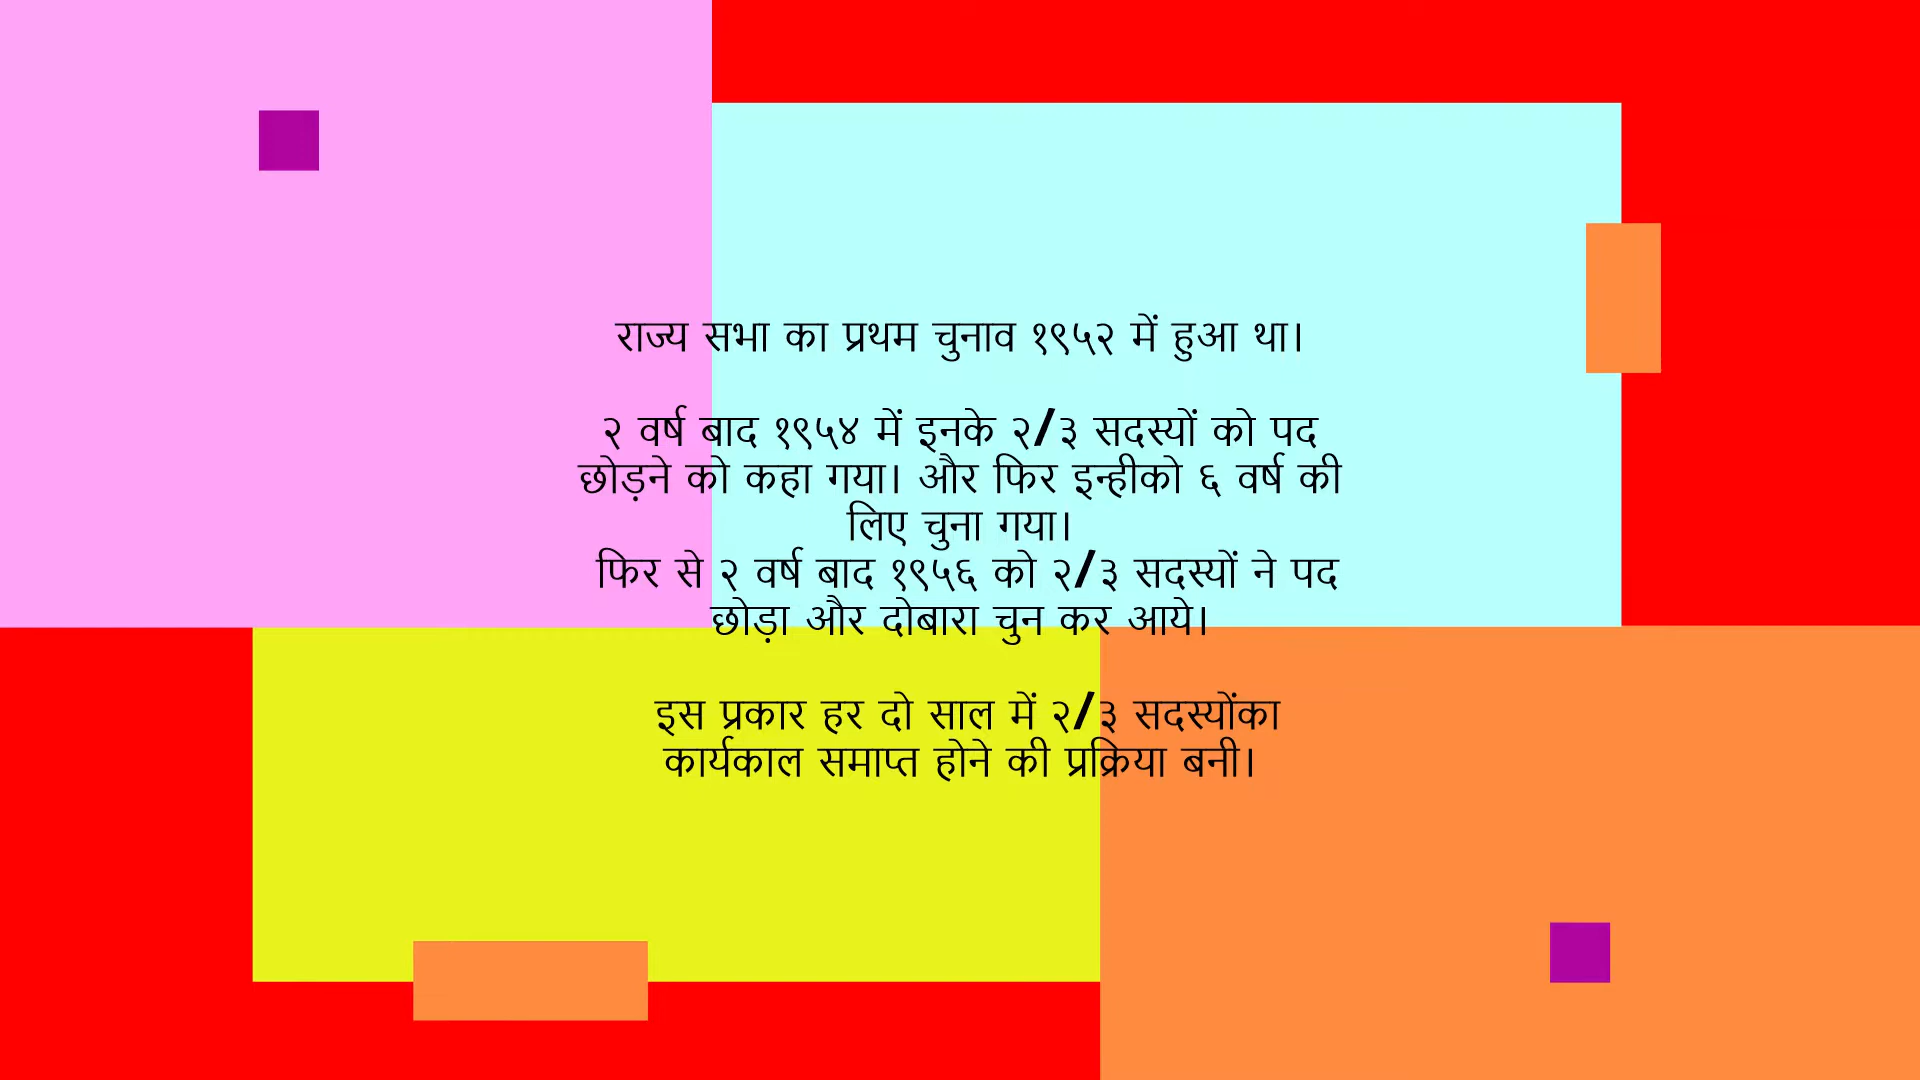 राज्य सभा का प्रथम चुनाव १९५२ में हुआ था।
२ वर्ष बाद १९५४ में इनके २/३ सदस्यों को पद
छोड़ने को कहा गया। और फिर इन्हीको ६ वर्ष की
लिए चुना गया।
फिर से २ वर्ष बाद १९५६ को २/३ सदस्यों ने पद
छोड़ा और दोबारा चुन कर आये।
इस प्रकार हर दो साल में २/३ सदस्योंका
कार्यकाल समाप्त होने की प्रक्रिया बनी।